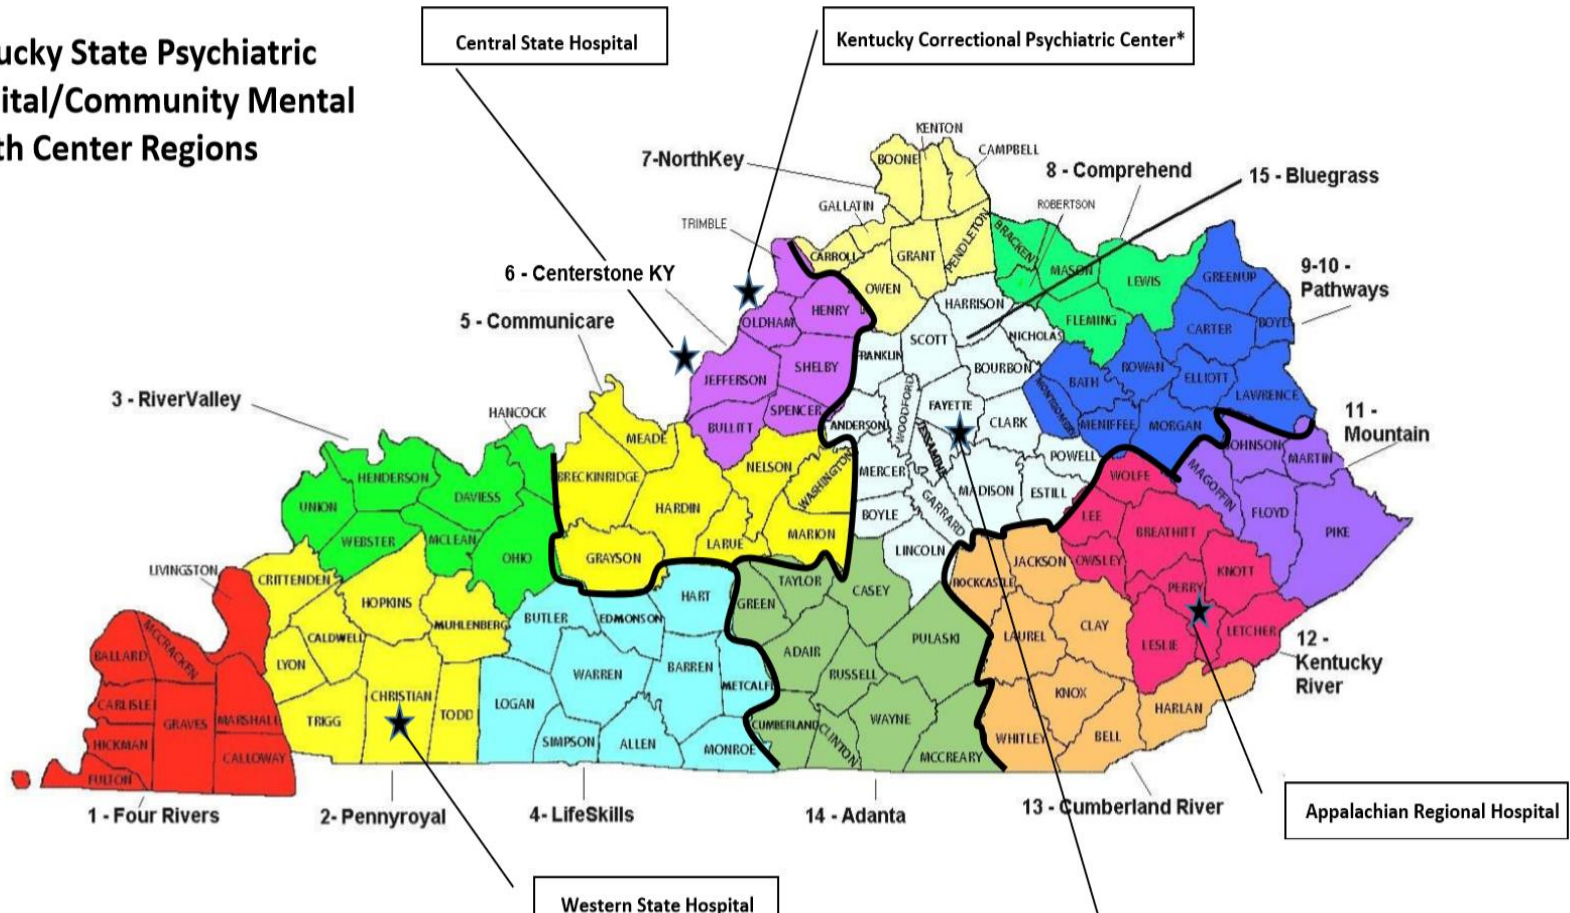 ucky State Psychiatric
ital/Community Mental
th Center Regions
Central State Hospital
Kentucky Correctional Psychiatric Center*
KENTON
BOONE
CAMPBELL
7-NorthKey
8 - Comprehend
15 - Bluegrass
GALLATIN
ROBERTSON
TRIMBLE
CARROLL
GRANT
PENDLETON
BRACKEN
MASON
LEWIS
GREENUP
9-10 -
Pathways
6 - Centerstone KY
OWEN
HARRISON
HENRY
OLDHAM
FLEMING
CARTER
BOYD
5 - Communicare
SCOTT
NICHOLAS
FRANKLIN
SHELBY
JEFFERSON
BOURBON
BATH
ROWAN
ELLIOTT
LAWRENCE
3 - RiverValley
HANCOCK
SPENCER
BULLITT
ANDERSON
WOODFORD
FAYETTE
JESSAMINE
CLARK
MONTGOMERY
MENIFFEE
MORGAN
11 -
Mountain
MEADE
JOHNSON
MARTIN
HENDERSON
DAVIESS
BRECKINRIDGE
NELSON
WASHINGTON
MERCER
POWELL
WOLFE
MAGOFFIN
UNION
HARDIN
MADISON
ESTILL
GARRARD
BOYLE
LEE
FLOYD
PIKE
WEBSTER
MCLEAN
OHIO
GRAYSON
LARUE
MARION
LINCOLN
BREATHITT
LIVINGSTON
CRITTENDEN
JACKSON
OWSLEY
KNOTT
ROCKCASTLE
TAYLOR
CASEY
PERRY
HOPKINS
HART
GREEN
BUTLER
EDMONSON
MUHLENBERG
CALDWELL
PULASKI
LAUREL
CLAY
LESLIE
LETCHER
MCCRACKEN
BALLARD
LYON
ADAIR
12 -
Kentucky
River
WARREN
BARREN
RUSSELL
METCALFE
CHRISTIAN
CARLISLE
GRAVES
MARSHALL
TRIGG
TODD
LOGAN
KNOX
HARLAN
CUMBERLAND
CLINTON
WAYNE
HICKMAN
SIMPSON
ALLEN
MONROE
WHITLEY
BELL
CALLOWAY
MCCREARY
FULTON
1 - Four Rivers
2- Pennyroyal
4- LifeSkills
14 - Adanta
13 - Cumberland River
Appalachian Regional Hospital
Western State Hospital